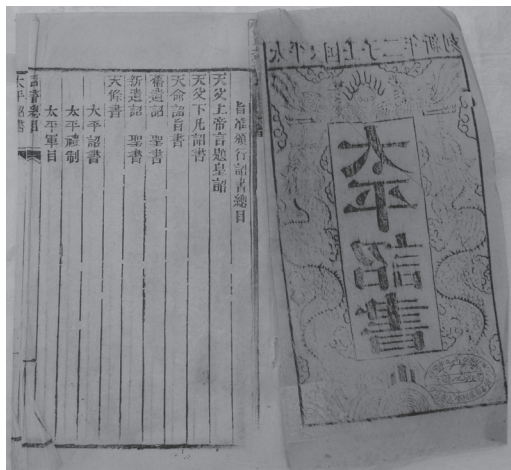 太平天囯壬子二年新刻
太平詔書
旨准頒行詔書總目
天父上帝言題皇詔
天父下凡詔書
天命詔旨書
舊遺詔 聖書
新遺詔 聖書
天條書
太平詔書
太平禮制
太平軍目
詔書總目
太平詔書